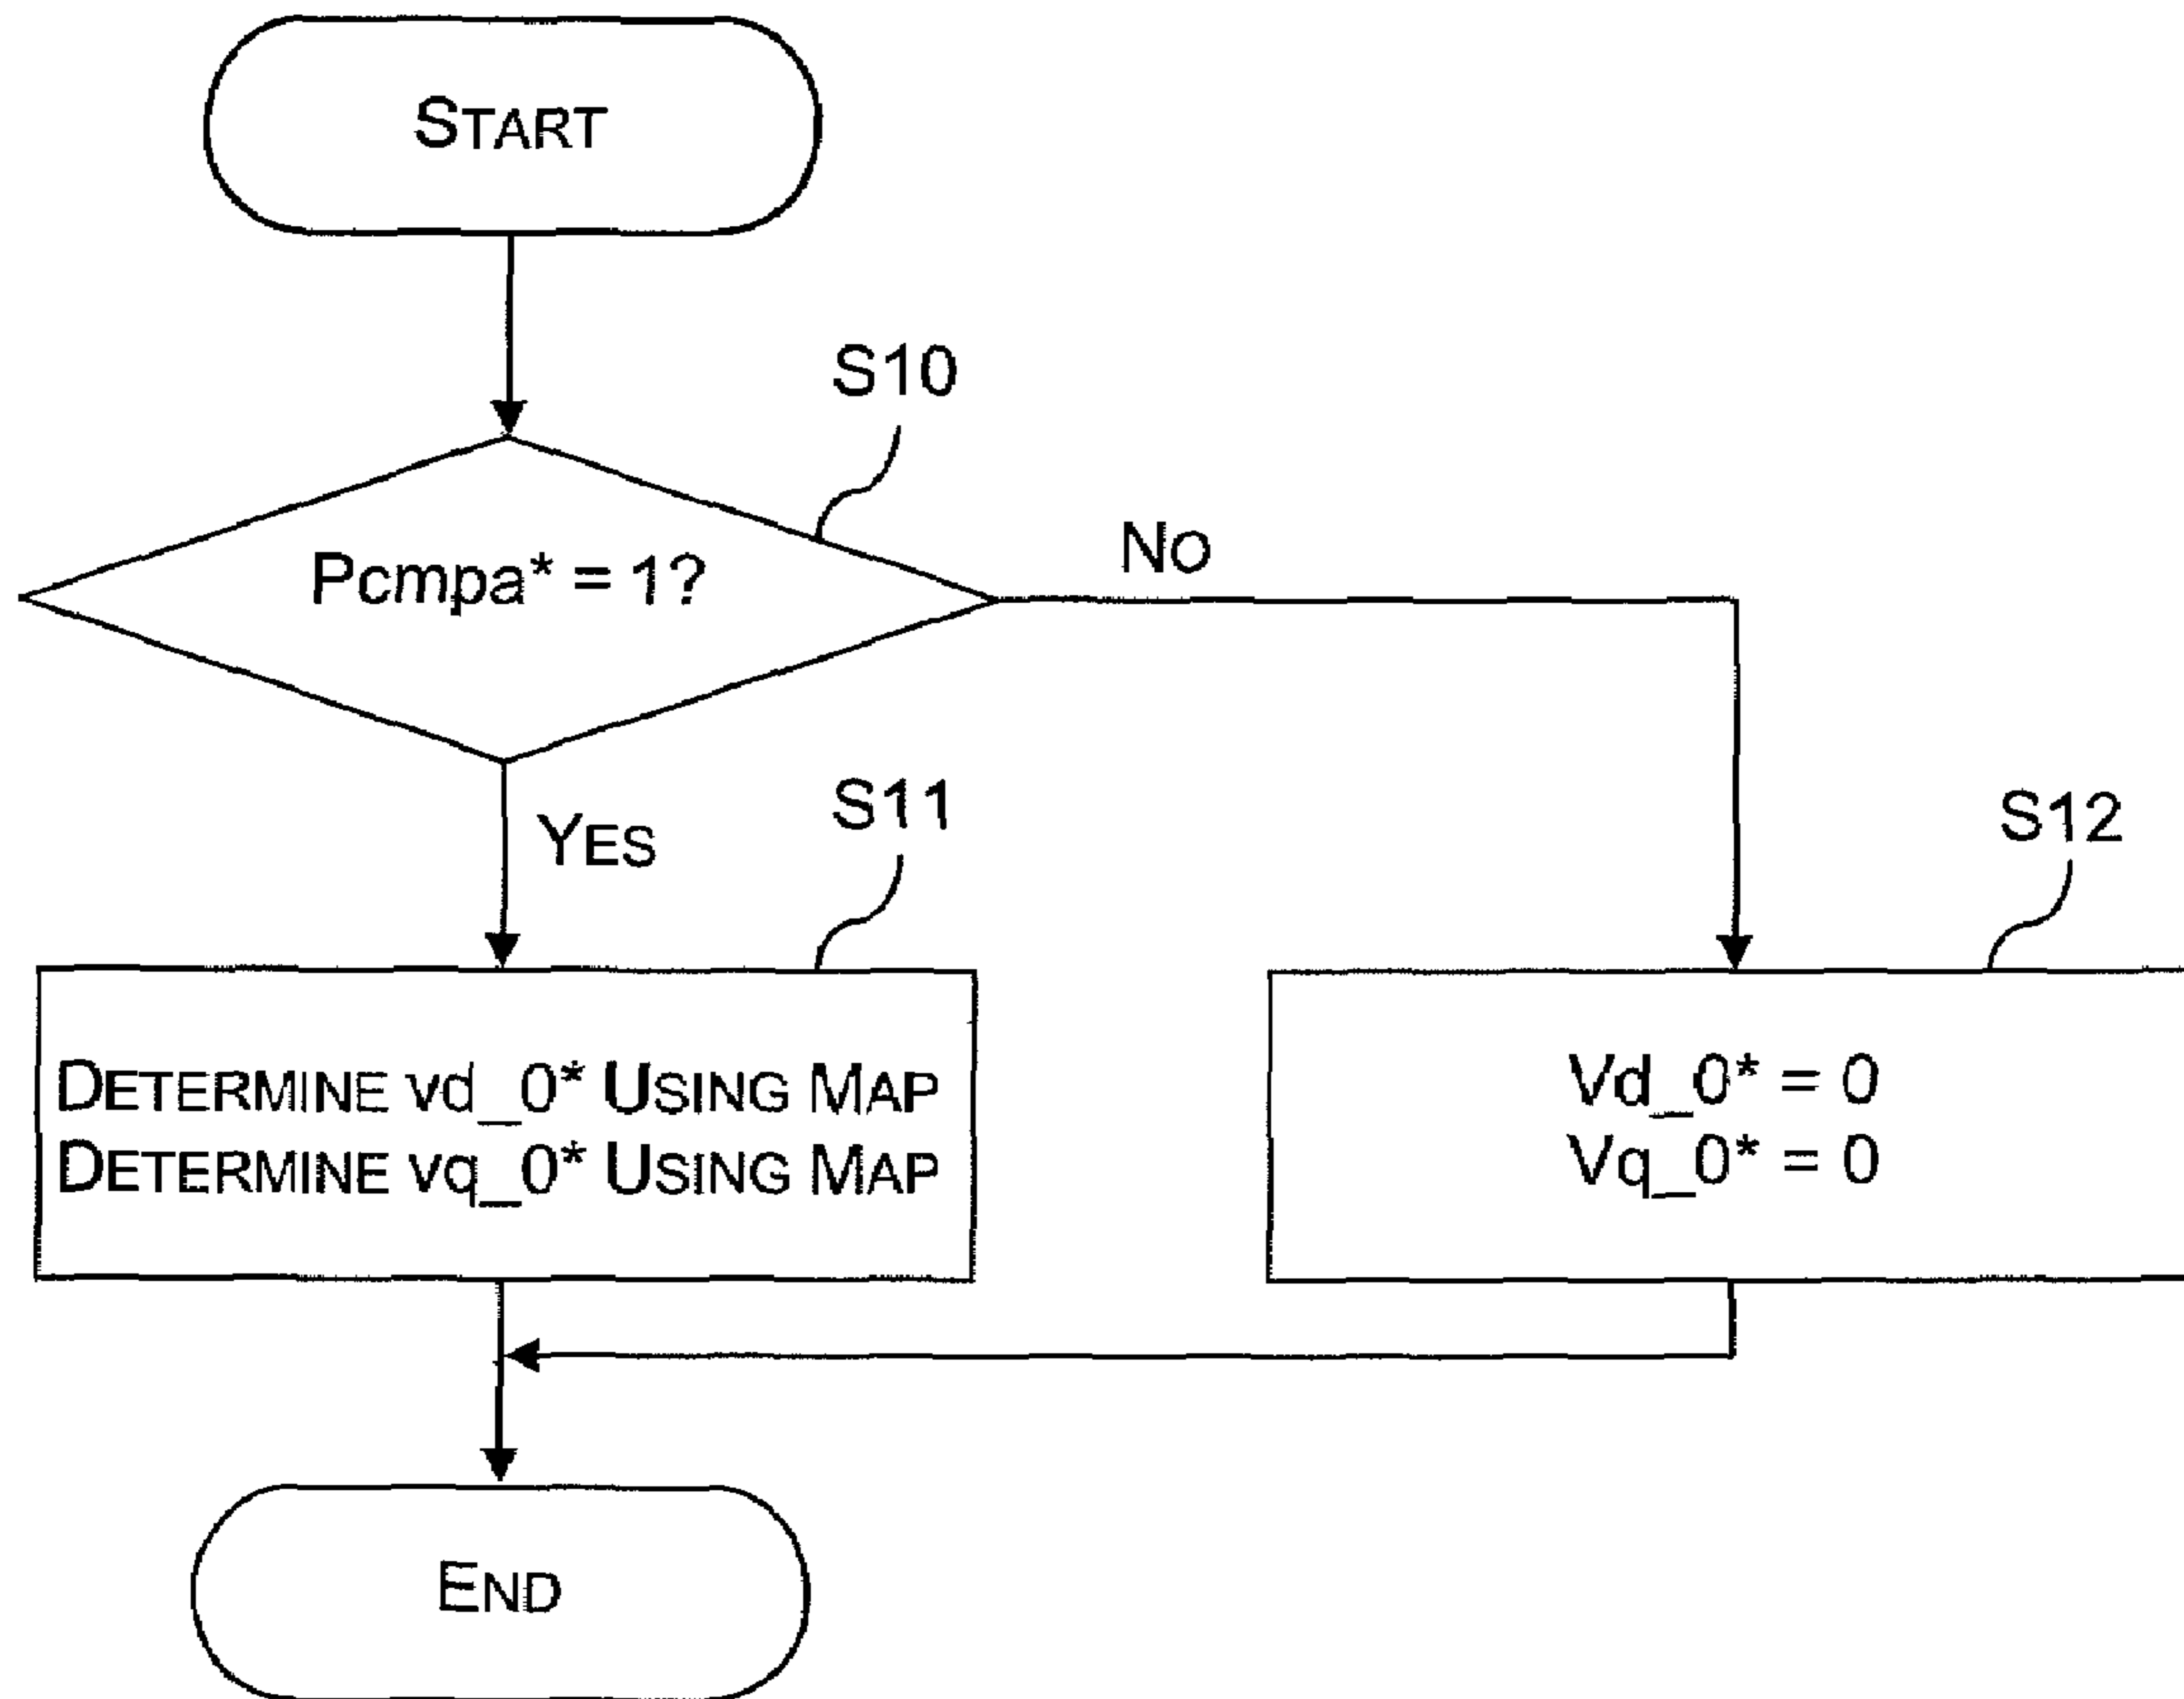 START
S10
Pcmpa* = 1?
NO
YES
S11
S12
DETERMINE vd_0* USING MAP
DETERMINE vq_0* USING MAP
Vd_0* = 0
Vq_0* = 0
END